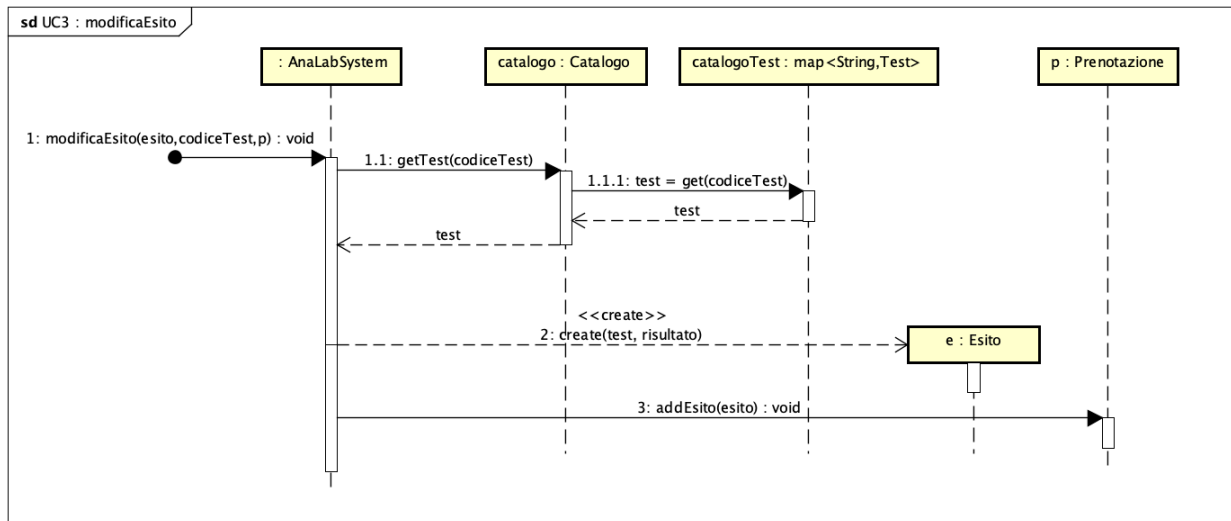 sd UC3 : modificaEsito
: AnaLabSystem
catalogo : Catalogo
catalogoTest : map<String,Test>
p : Prenotazione
1: modificaEsito(esito,codiceTest,p) : void
1.1: getTest(codiceTest)
1.1.1: test = get(codiceTest)
test
test
<<create>>
2: create(test, risultato)
e : Esito
3: addEsito(esito) : void